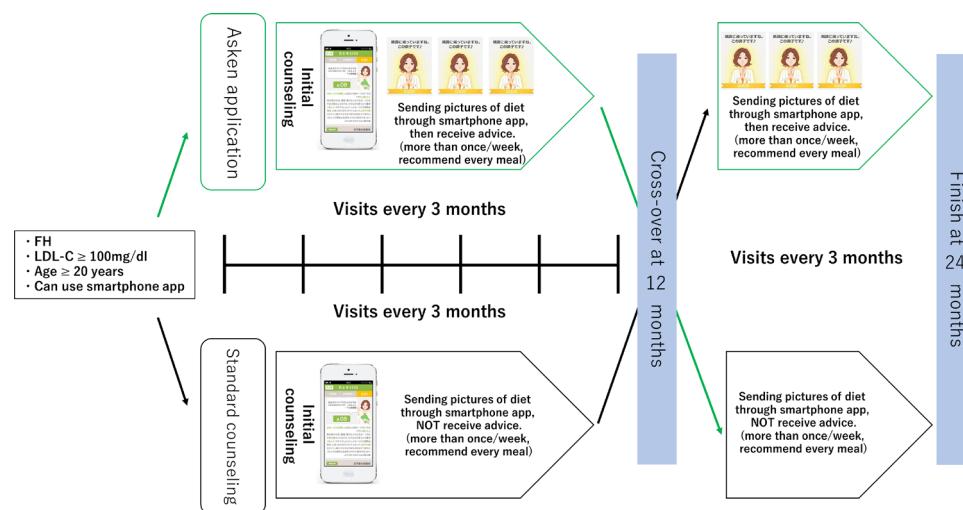 Asken application
Initial
counseling
Sending pictures of diet
through smartphone app,
then receive advice.
(more than once/week,
recommend every meal)
Sending pictures of diet
through smartphone app,
then receive advice.
(more than once/week,
recommend every meal)
Visits every 3 months
・FH
・LDL-C ≥ 100mg/dl
・Age ≥ 20 years
・Can use smartphone app
Visits every 3 months
Cross-over at 12 months
Visits every 3 months
Finish at 24 months
Standard counseling
Initial
counseling
Sending pictures of diet
through smartphone app,
NOT receive advice.
(more than once/week,
recommend every meal)
Sending pictures of diet
through smartphone app,
NOT receive advice.
(more than once/week,
recommend every meal)